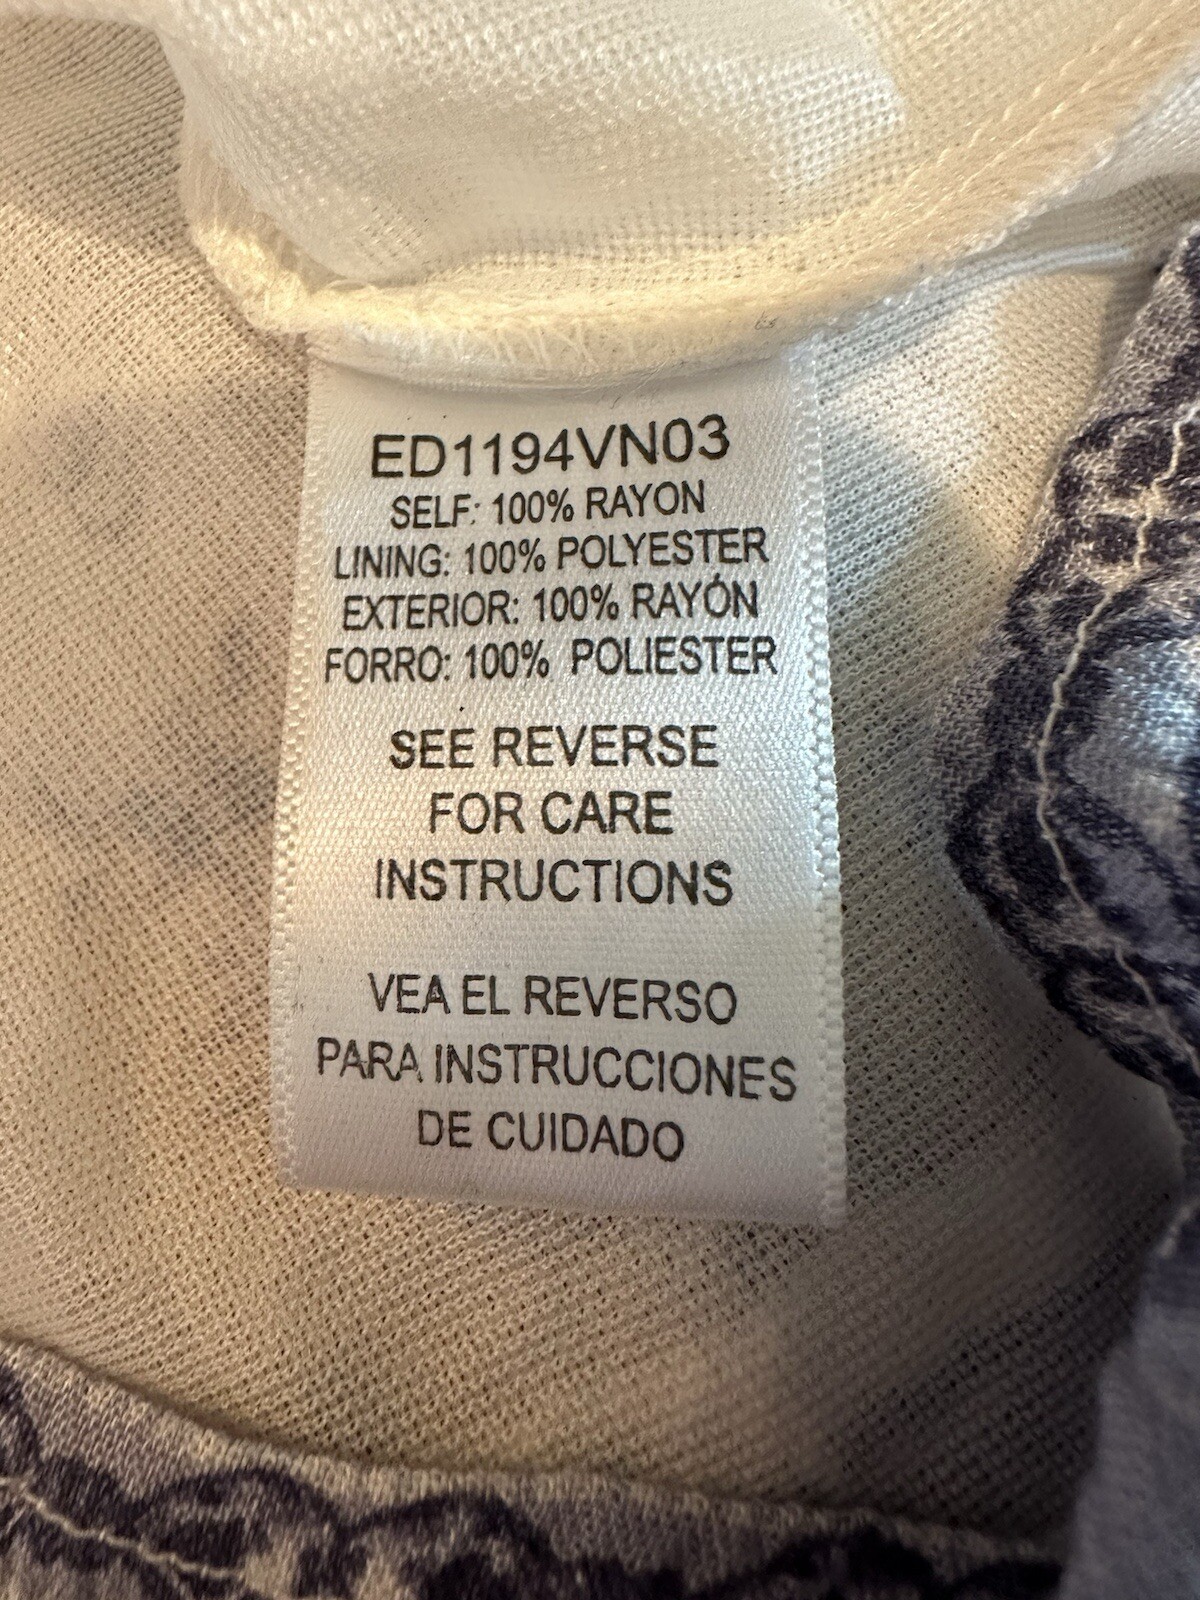 ED1194VN03
SELF: 100% RAYON
LINING: 100% POLYESTER
EXTERIOR: 100% RAYÓN
FORRO: 100% POLIESTER
SEE REVERSE
FOR CARE
INSTRUCTIONS
VEA EL REVERSO
PARA INSTRUCCIONES
DE CUIDADO